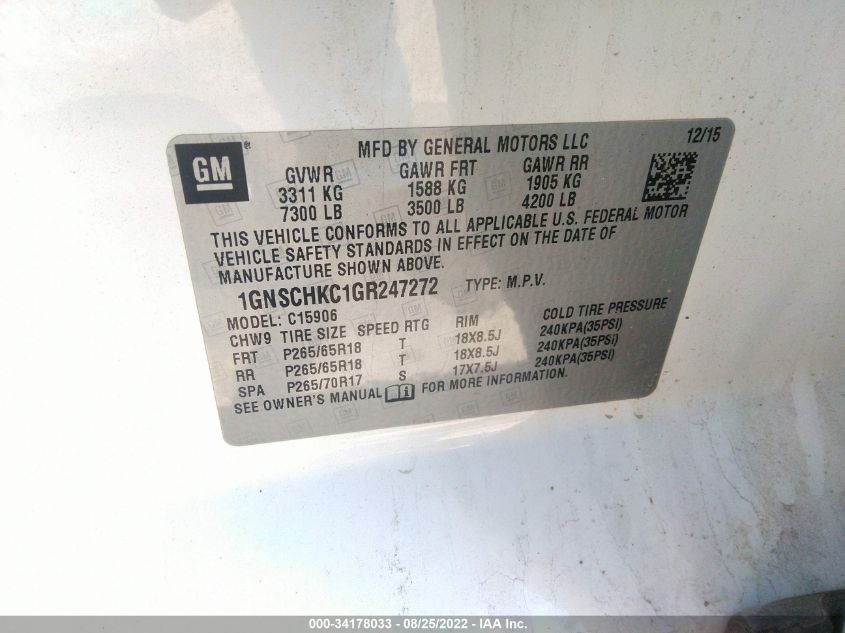 GM
MFD BY GENERAL MOTORS LLC 12/15
GVWR GAWR FRT GAWR RR
3311 KG 1588 KG 1905 KG
7300 LB 3500 LB 4200 LB
THIS VEHICLE CONFORMS TO ALL APPLICABLE U.S. FEDERAL MOTOR
VEHICLE SAFETY STANDARDS IN EFFECT ON THE DATE OF
MANUFACTURE SHOWN ABOVE.
1GNSCHKC1GR247272 TYPE: M.P.V.
MODEL: C15906
CHW9 TIRE SIZE SPEED RTG RIM COLD TIRE PRESSURE
FRT P265/65R18 T 18X8.5J 240KPA(35PSI)
RR P265/65R18 T 18X8.5J 240KPA(35PSI)
SPA P265/70R17 S 17X7.5J 240KPA(35PSI)
SEE OWNER'S MANUAL FOR MORE INFORMATION.
000-34178033 - 08/25/2022 - IAA Inc.